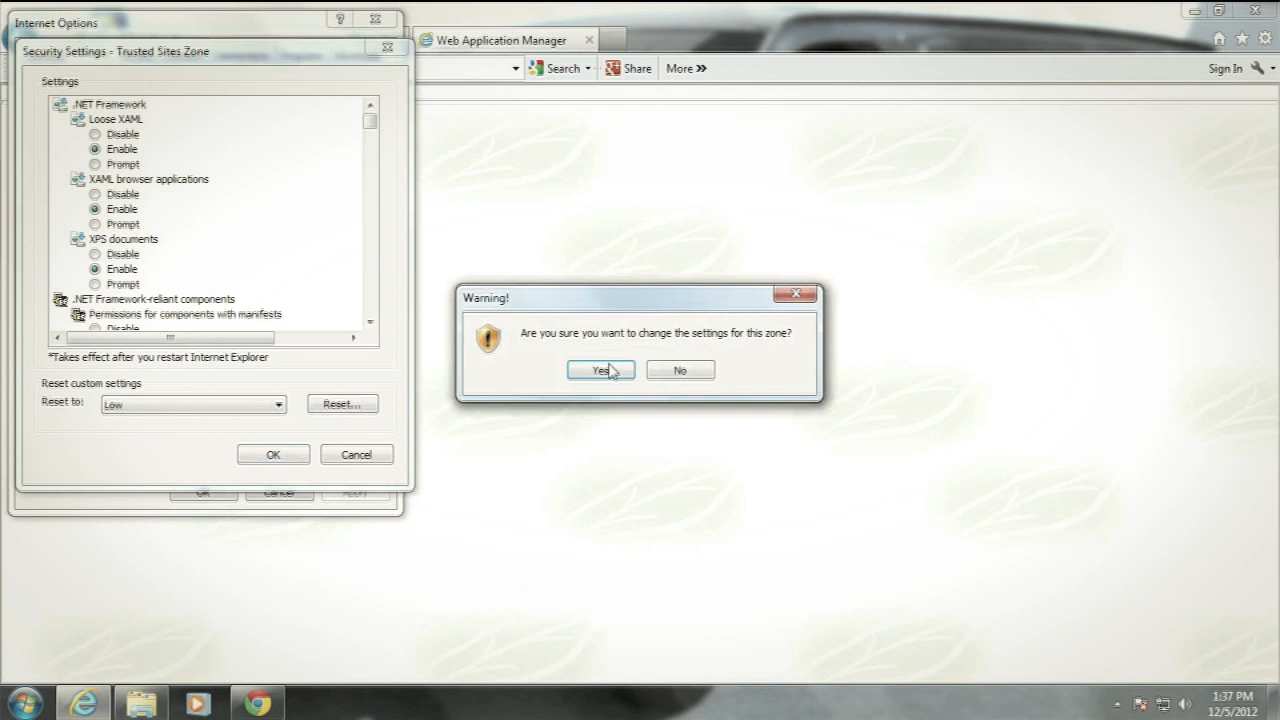 Internet Options
Security Settings - Trusted Sites Zone
Web Application Manager
Search
Share
More »
Sign In
Settings
.NET Framework
Loose XAML
Disable
Enable
Prompt
XAML browser applications
Disable
Enable
Prompt
XPS documents
Disable
Enable
Prompt
.NET Framework-reliant components
Permissions for components with manifests
Disable
*Takes effect after you restart Internet Explorer
Reset custom settings
Reset to:
Low
Reset...
OK
Cancel
OK
Cancel
Apply
Warning!
Are you sure you want to change the settings for this zone?
Yes
No
1:37 PM
12/5/2012